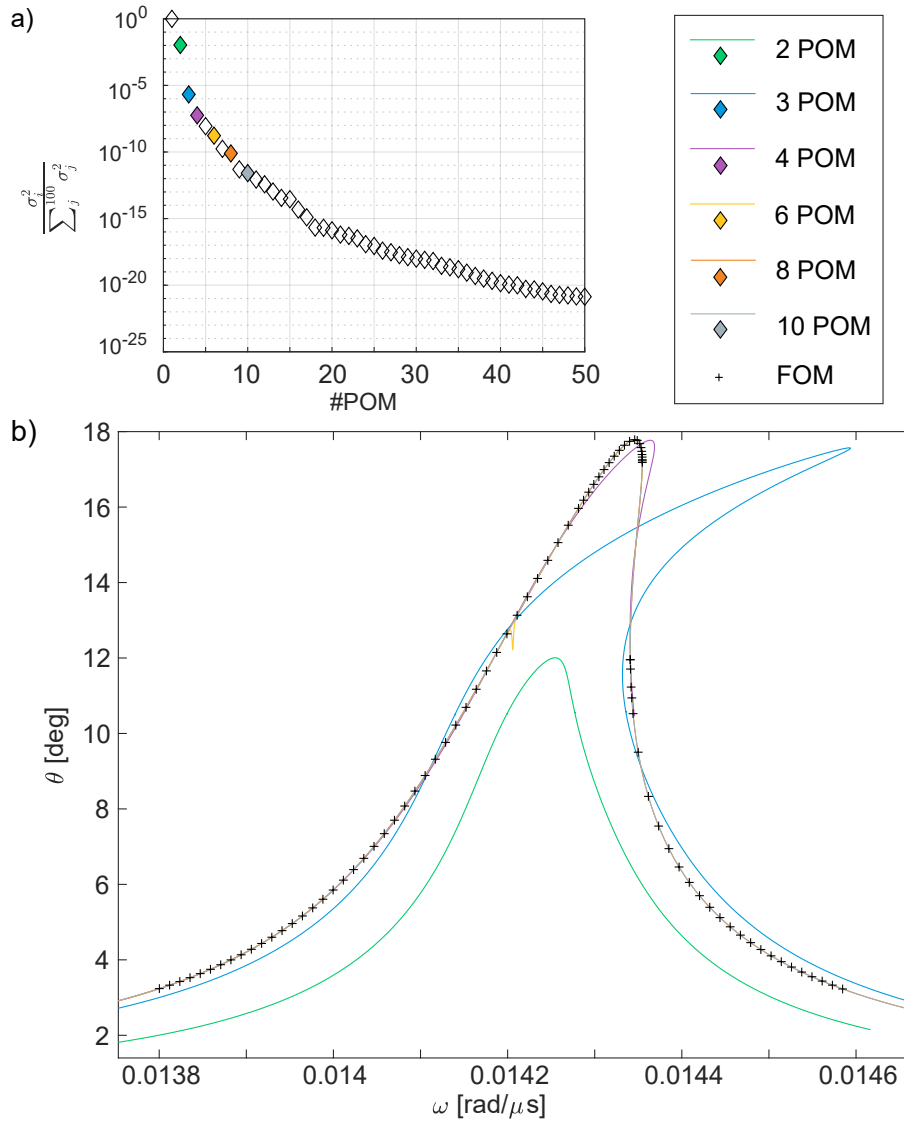 a)
10^0
10^-5
10^-10
10^-15
10^-20
10^-25
σ_i^2
∑_j^100 σ_j^2
0
10
20
30
40
50
#POM
2 POM
3 POM
4 POM
6 POM
8 POM
10 POM
FOM
b)
18
16
14
12
10
8
6
4
2
θ [deg]
0.0138
0.014
0.0142
0.0144
0.0146
ω [rad/μs]